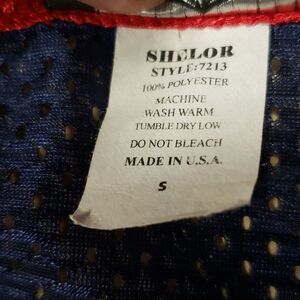 SHELOR
STYLE:7213
100% POLYESTER
MACHINE
WASH WARM
TUMBLE DRY LOW
DO NOT BLEACH
MADE IN U.S.A.
S